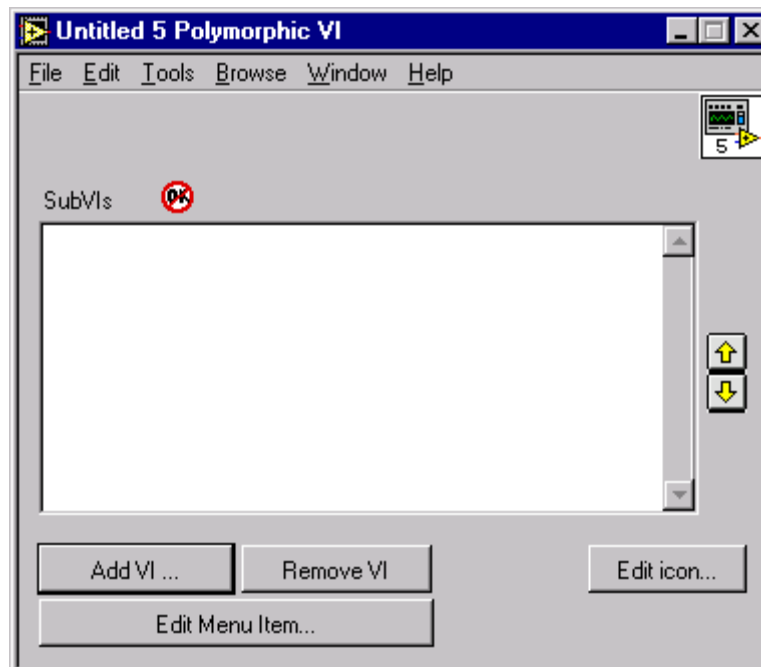 Untitled 5 Polymorphic VI
File Edit Tools Browse Window Help
5
SubVIs OK
Add VI ... Remove VI Edit icon...
Edit Menu Item...